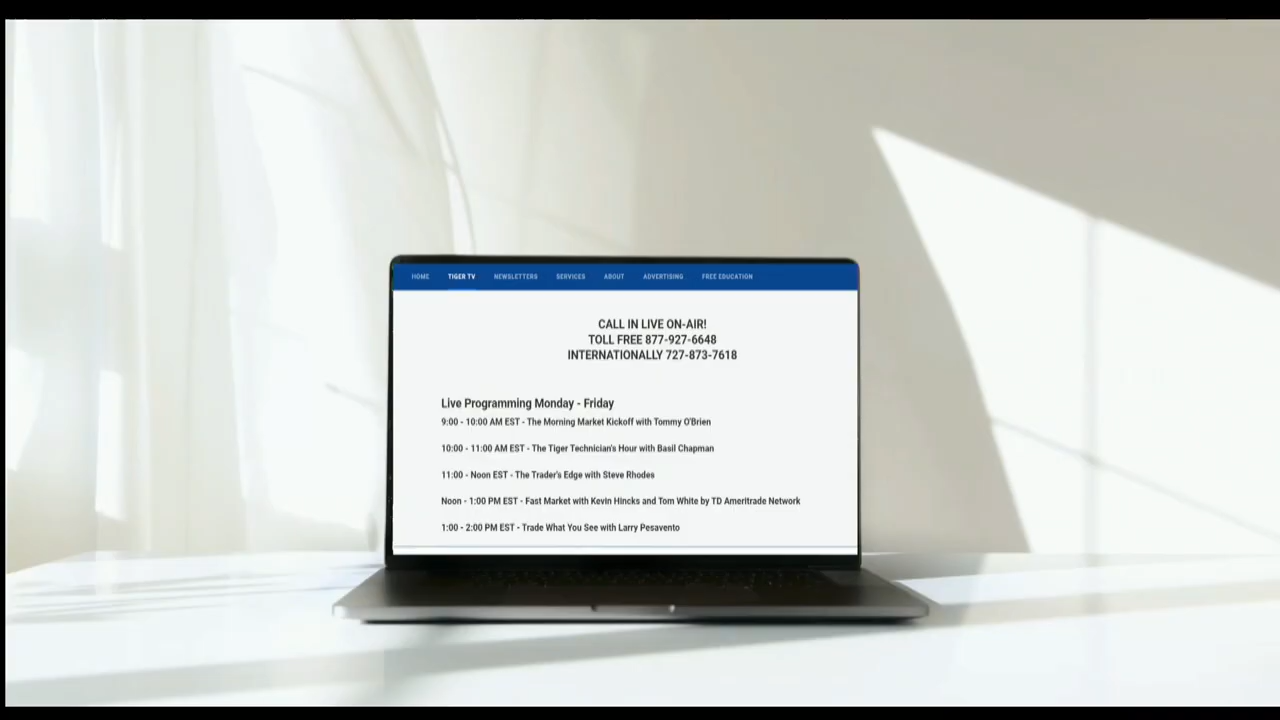 HOME TIGER TV NEWSLETTERS SERVICES ABOUT ADVERTISING FREE EDUCATION
CALL IN LIVE ON-AIR!
TOLL FREE 877-927-6648
INTERNATIONALLY 727-873-7618
Live Programming Monday - Friday
9:00 - 10:00 AM EST - The Morning Market Kickoff with Tommy O'Brien
10:00 - 11:00 AM EST - The Tiger Technician's Hour with Basil Chapman
11:00 - Noon EST - The Trader's Edge with Steve Rhodes
Noon - 1:00 PM EST - Fast Market with Kevin Hincks and Tom White by TD Ameritrade Network
1:00 - 2:00 PM EST - Trade What You See with Larry Pesavento